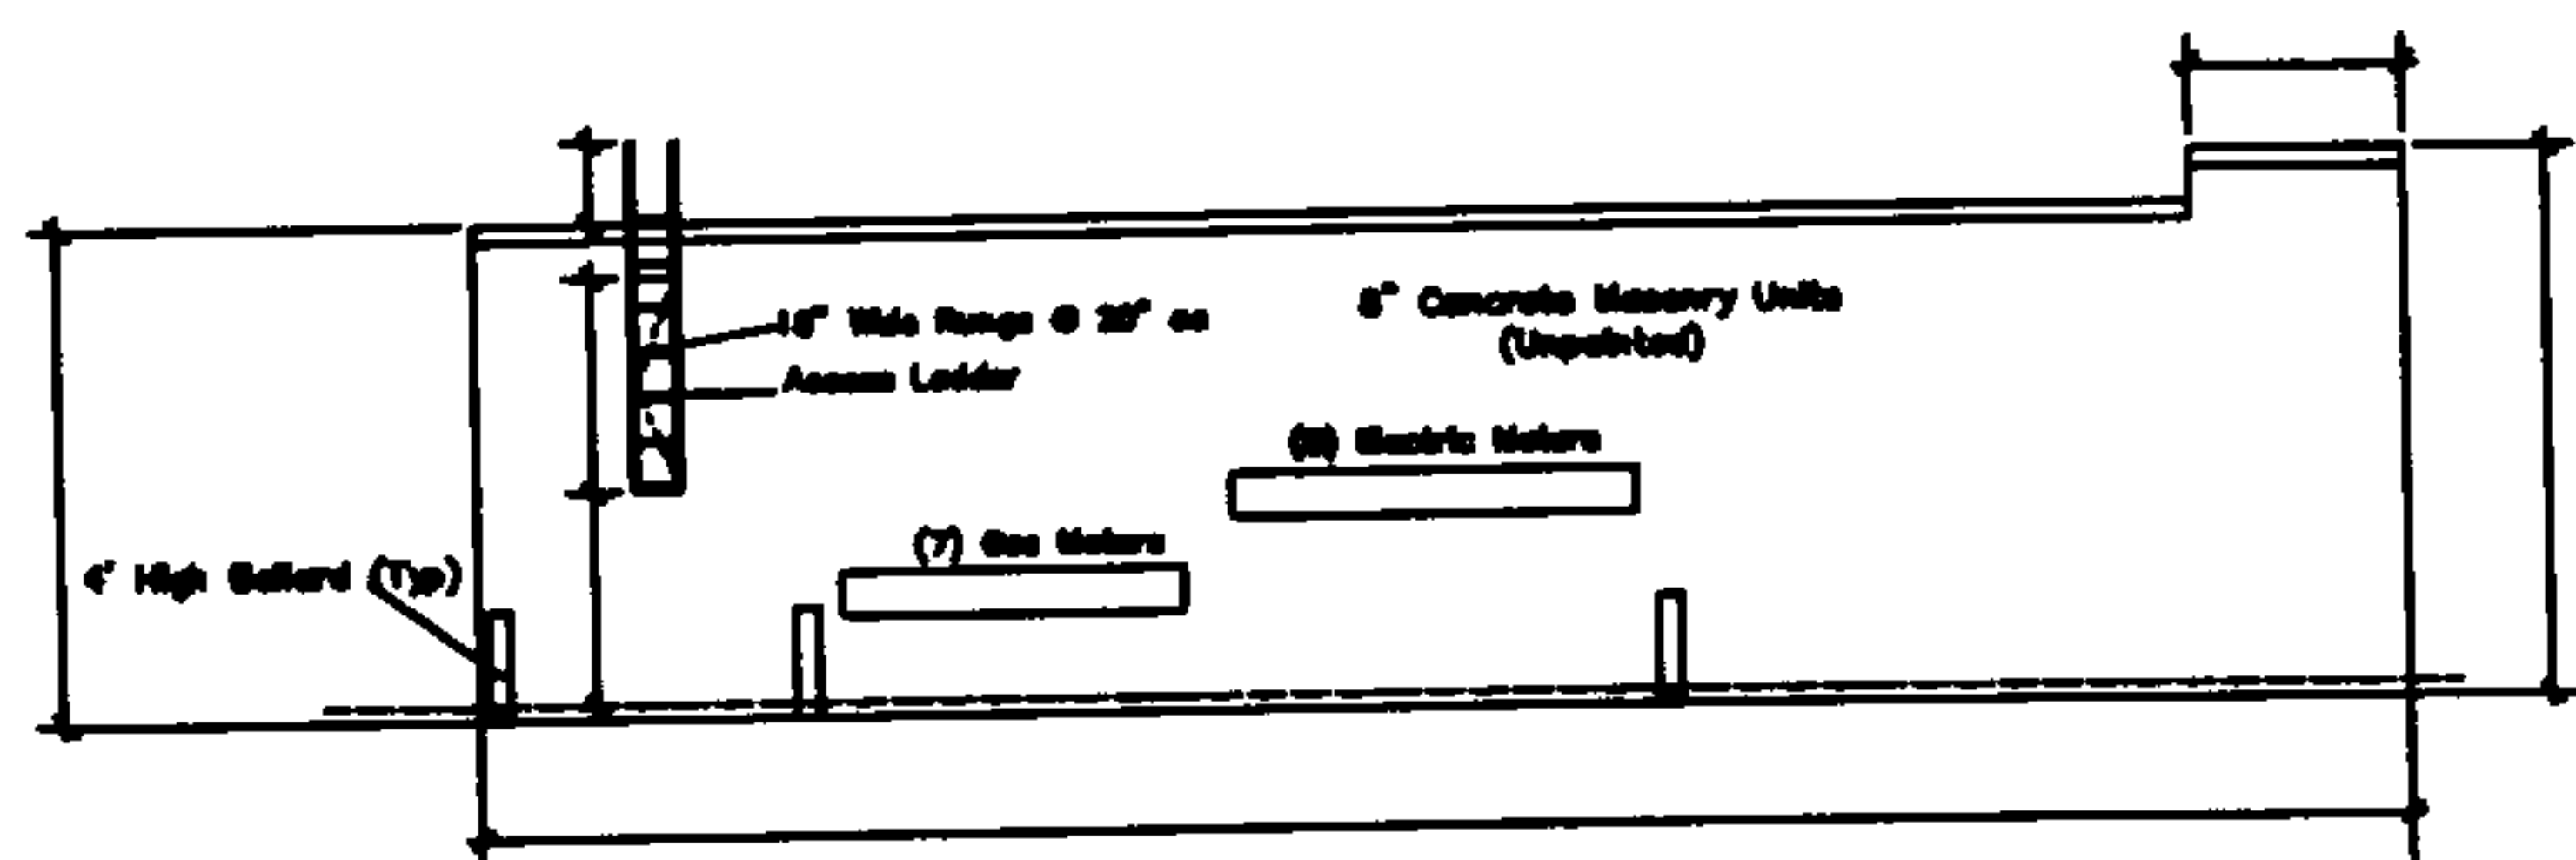 8" Concrete Masonry Units
(Unpainted)
18" Wide Rungs @ 20" oc
Access Ladder
Electric Meters
(7) Gas Meters
4' High Bollard (Typ)